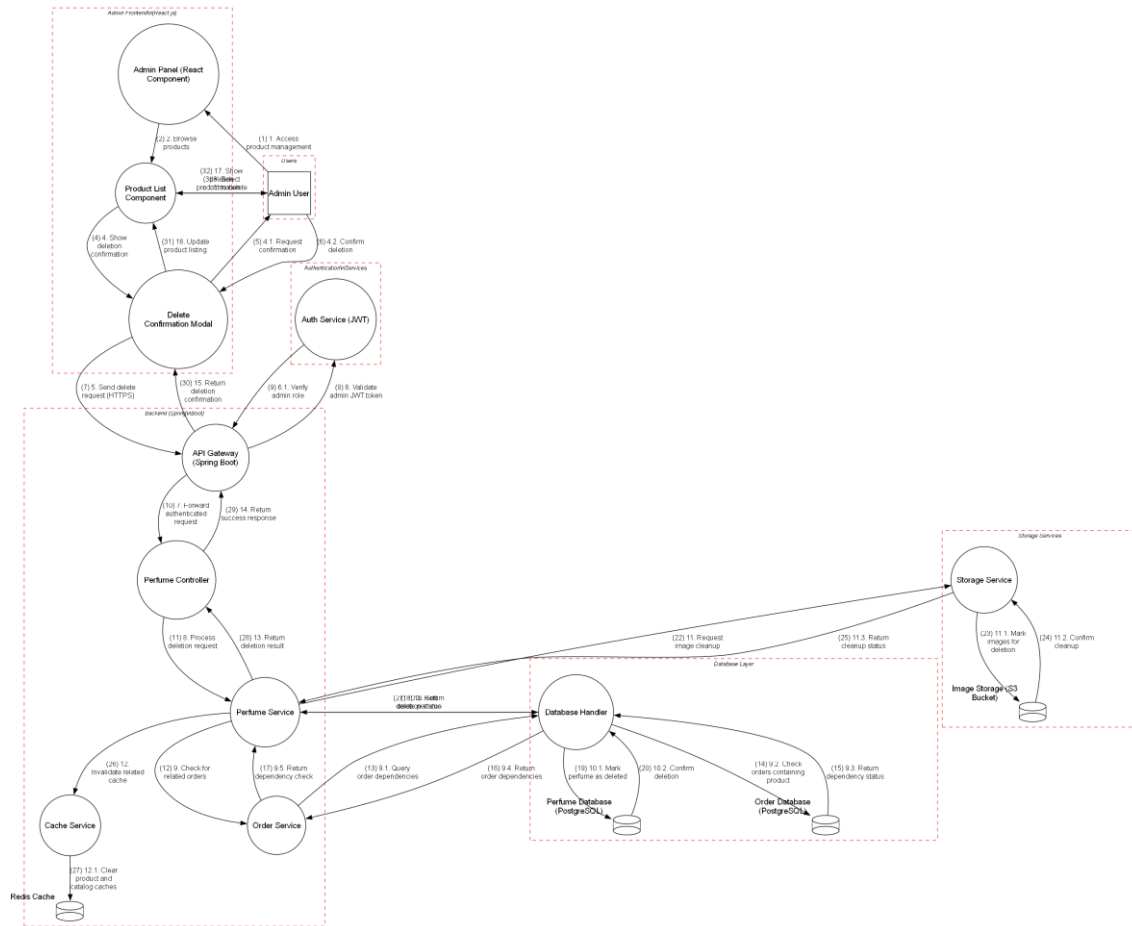 Admin Frontend\n(React.js)
Admin Panel (React
Component)
(1) 1. Access
product management
(2) 2. Browse
products
Users
Admin User
Product List
Component
(32) 17. Show
(4) 4. Show
deletion
confirmation
(31) 16. Update
product listing
(5) 4.1. Request
confirmation
(6) 4.2. Confirm
deletion
Authentication\nServices
Auth Service (JWT)
Delete
Confirmation Modal
(7) 5. Send delete
request (HTTPS)
(30) 15. Return
deletion
confirmation
(9) 6.1. Verify
admin role
(8) 6. Validate
admin JWT token
Backend (Spring\nBoot)
API Gateway
(Spring Boot)
(10) 7. Forward
authenticated
request
(29) 14. Return
success response
Perfume Controller
(11) 8. Process
deletion request
(28) 13. Return
deletion result
Storage Services
Storage Service
(22) 11. Request
image cleanup
(25) 11.3. Return
cleanup status
(23) 11.1. Mark
images for
deletion
(24) 11.2. Confirm
cleanup
Image Storage (S3
Bucket)
Database Layer
Perfume Service
Database Handler
(26) 12.
Invalidate related
cache
(12) 9. Check for
related orders
(17) 9.5. Return
dependency check
(13) 9.1. Query
order dependencies
(16) 9.4. Return
order dependencies
(19) 10.1. Mark
perfume as deleted
(20) 10.2. Confirm
deletion
(14) 9.2. Check
orders containing
product
(15) 9.3. Return
dependency status
Perfume Database
(PostgreSQL)
Order Database
(PostgreSQL)
Cache Service
Order Service
(27) 12.1. Clear
product and
catalog caches
Redis Cache